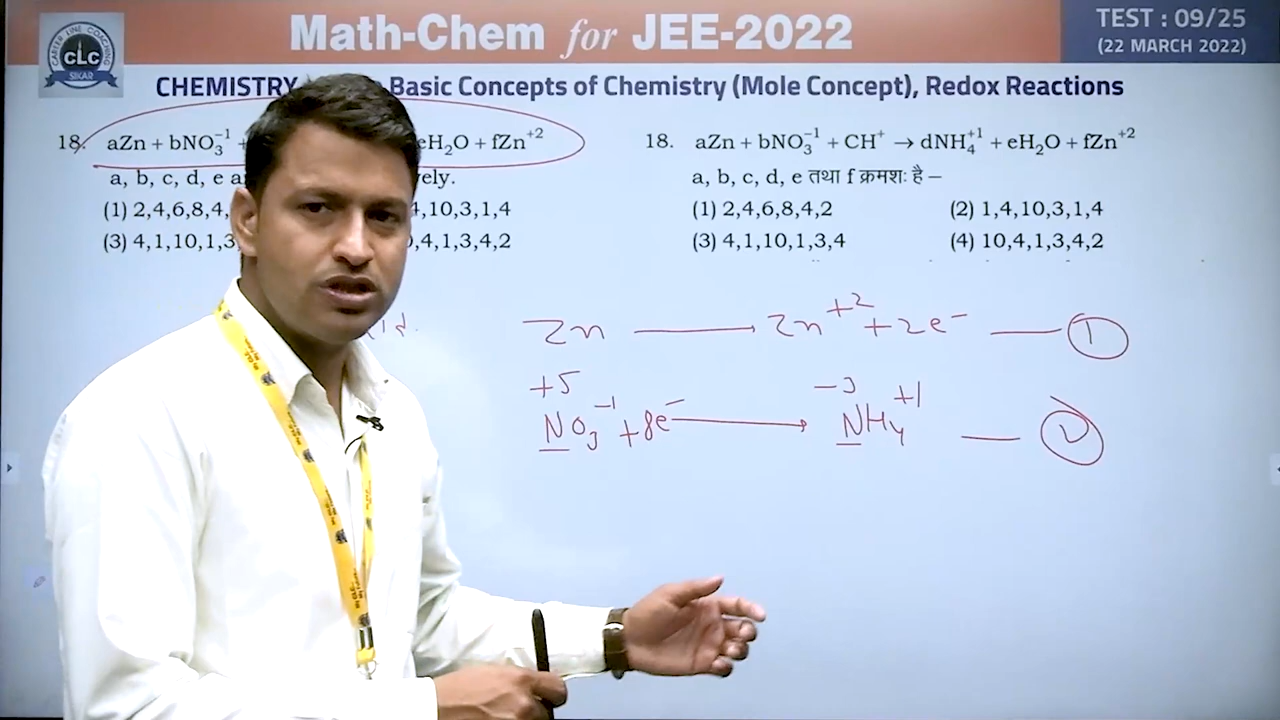 Math-Chem for JEE-2022
TEST : 09/25
(22 MARCH 2022)
CLC
SIKAR
CHEMISTRY Basic Concepts of Chemistry (Mole Concept), Redox Reactions
18. aZn + bNO₃⁻¹ + eH₂O + fZn⁺²
a, b, c, d, e
(1) 2,4,6,8,4, 4,10,3,1,4
(3) 4,1,10,1,3 ,4,1,3,4,2
18. aZn + bNO₃⁻¹ + CH⁺ → dNH₄⁺¹ + eH₂O + fZn⁺²
a, b, c, d, e तथा f क्रमशः है –
(1) 2,4,6,8,4,2 (2) 1,4,10,3,1,4
(3) 4,1,10,1,3,4 (4) 10,4,1,3,4,2
Zn → Zn⁺² + 2e⁻ — 1
+5 -3
NO₃⁻¹ + 8e⁻ → NH₄⁺¹ — 2